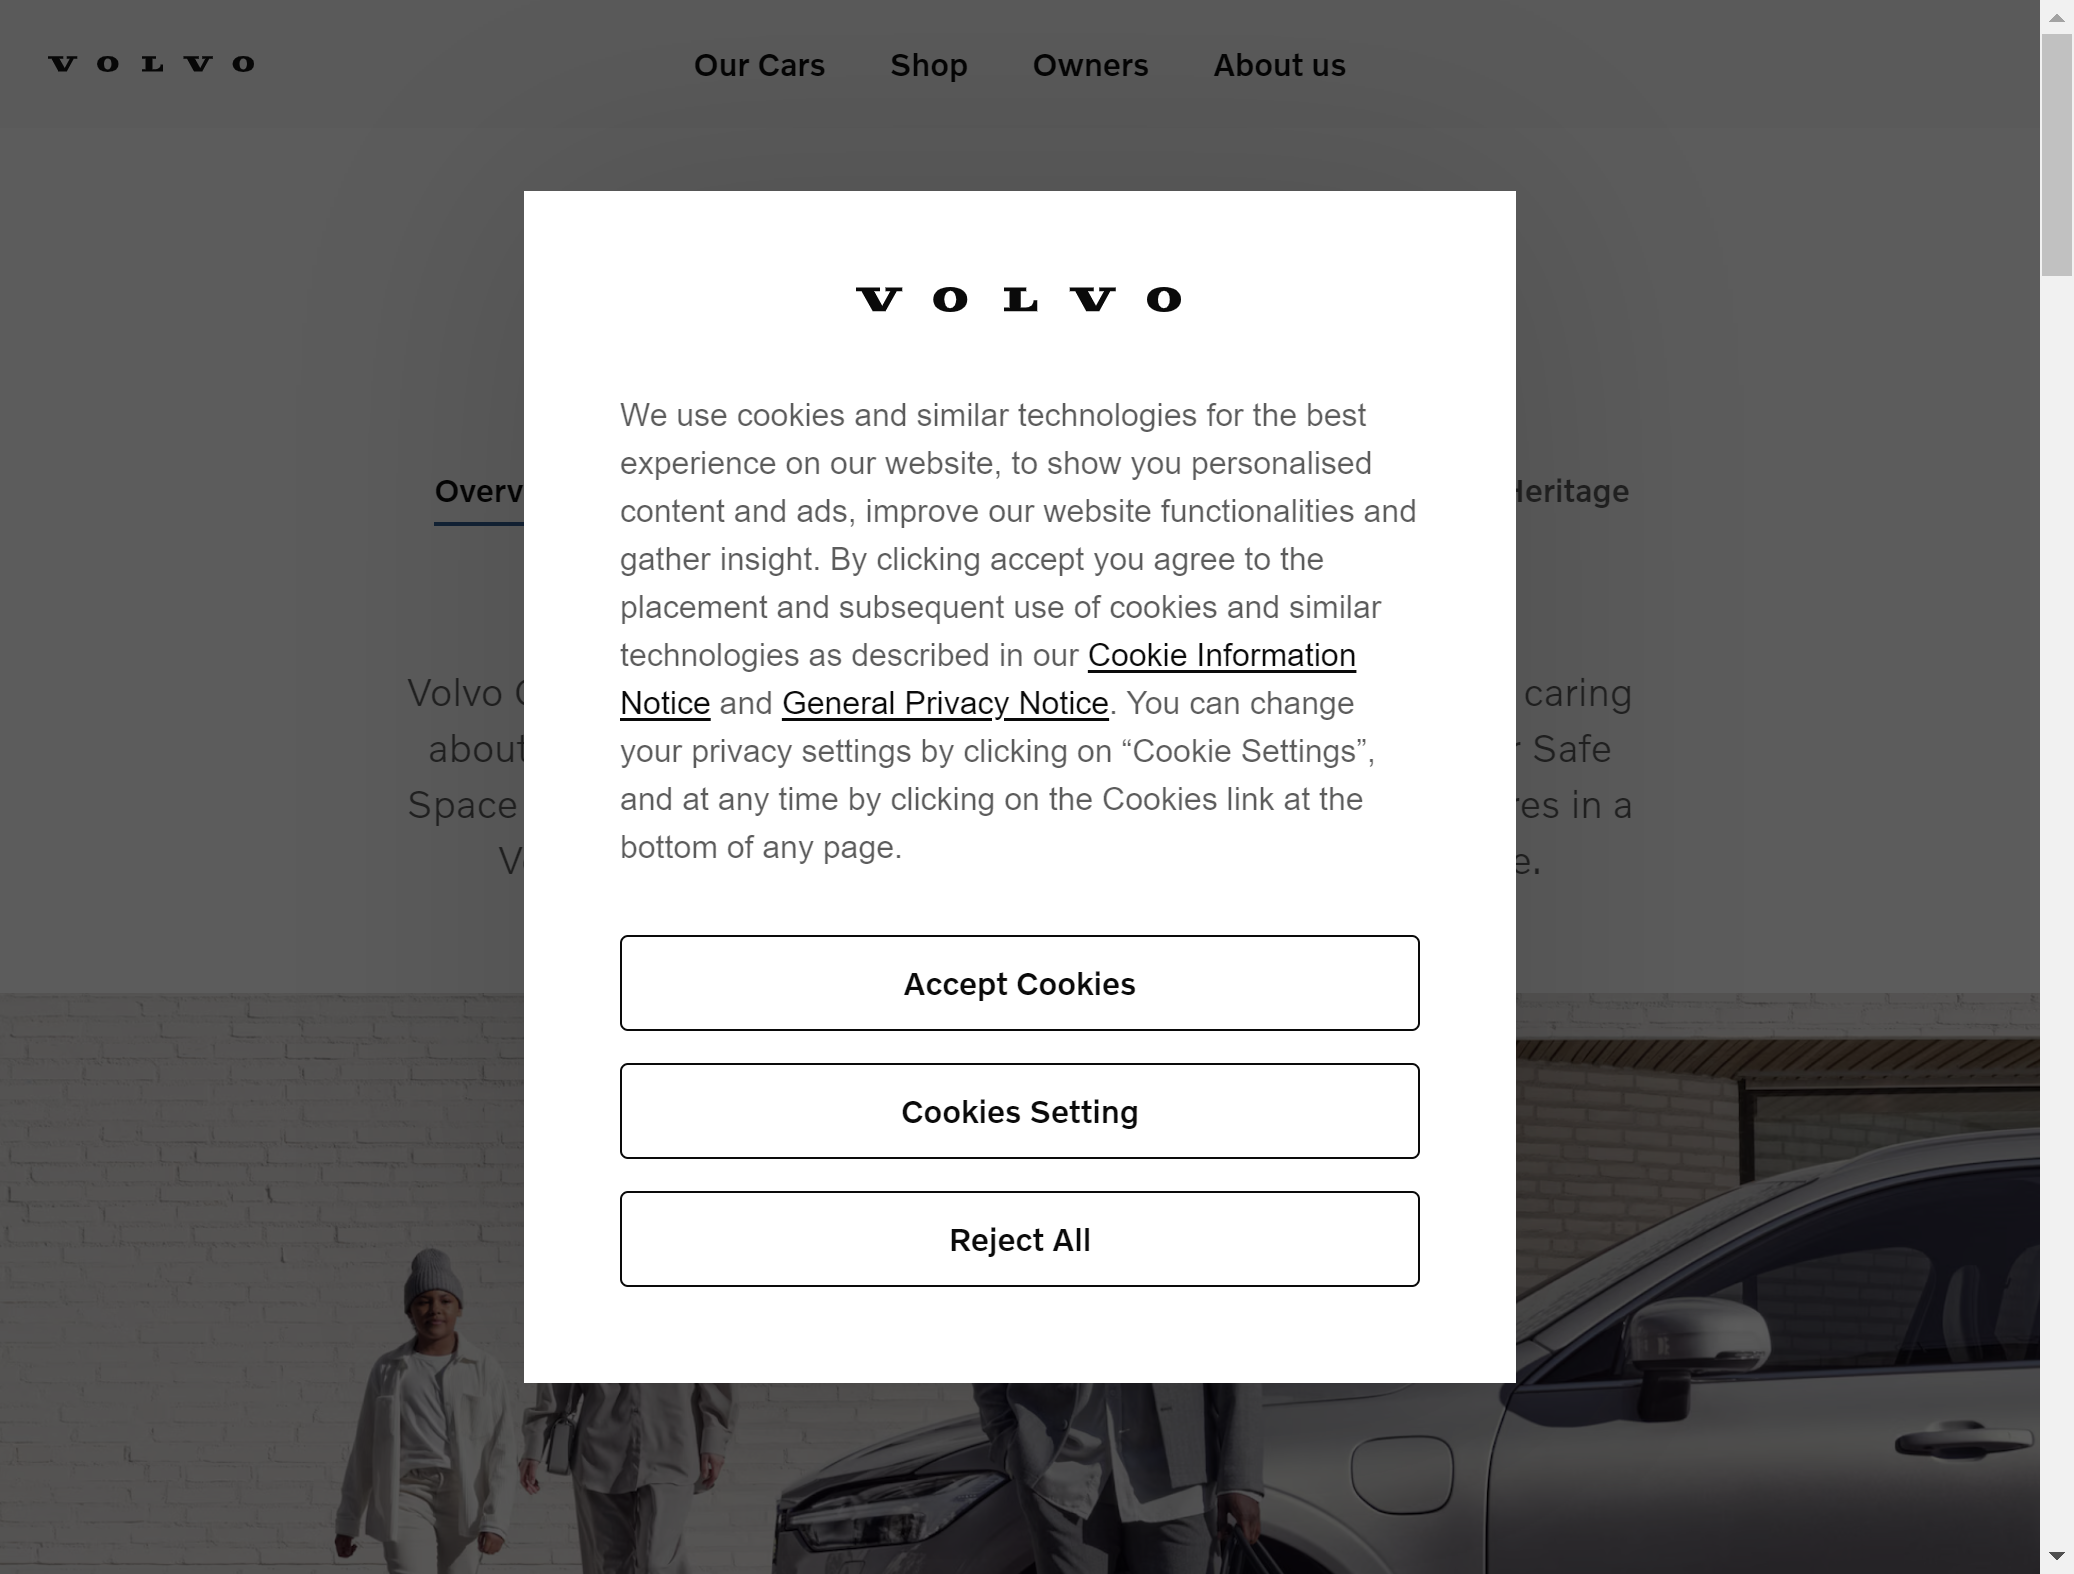 VOLVO
Our Cars Shop Owners About us
VOLVO
We use cookies and similar technologies for the best
experience on our website, to show you personalised
content and ads, improve our website functionalities and
gather insight. By clicking accept you agree to the
placement and subsequent use of cookies and similar
technologies as described in our Cookie Information
Notice and General Privacy Notice. You can change
your privacy settings by clicking on “Cookie Settings”,
and at any time by clicking on the Cookies link at the
bottom of any page.
Accept Cookies
Cookies Setting
Reject All
Heritage
Volvo
caring
about
Safe
Space
in a